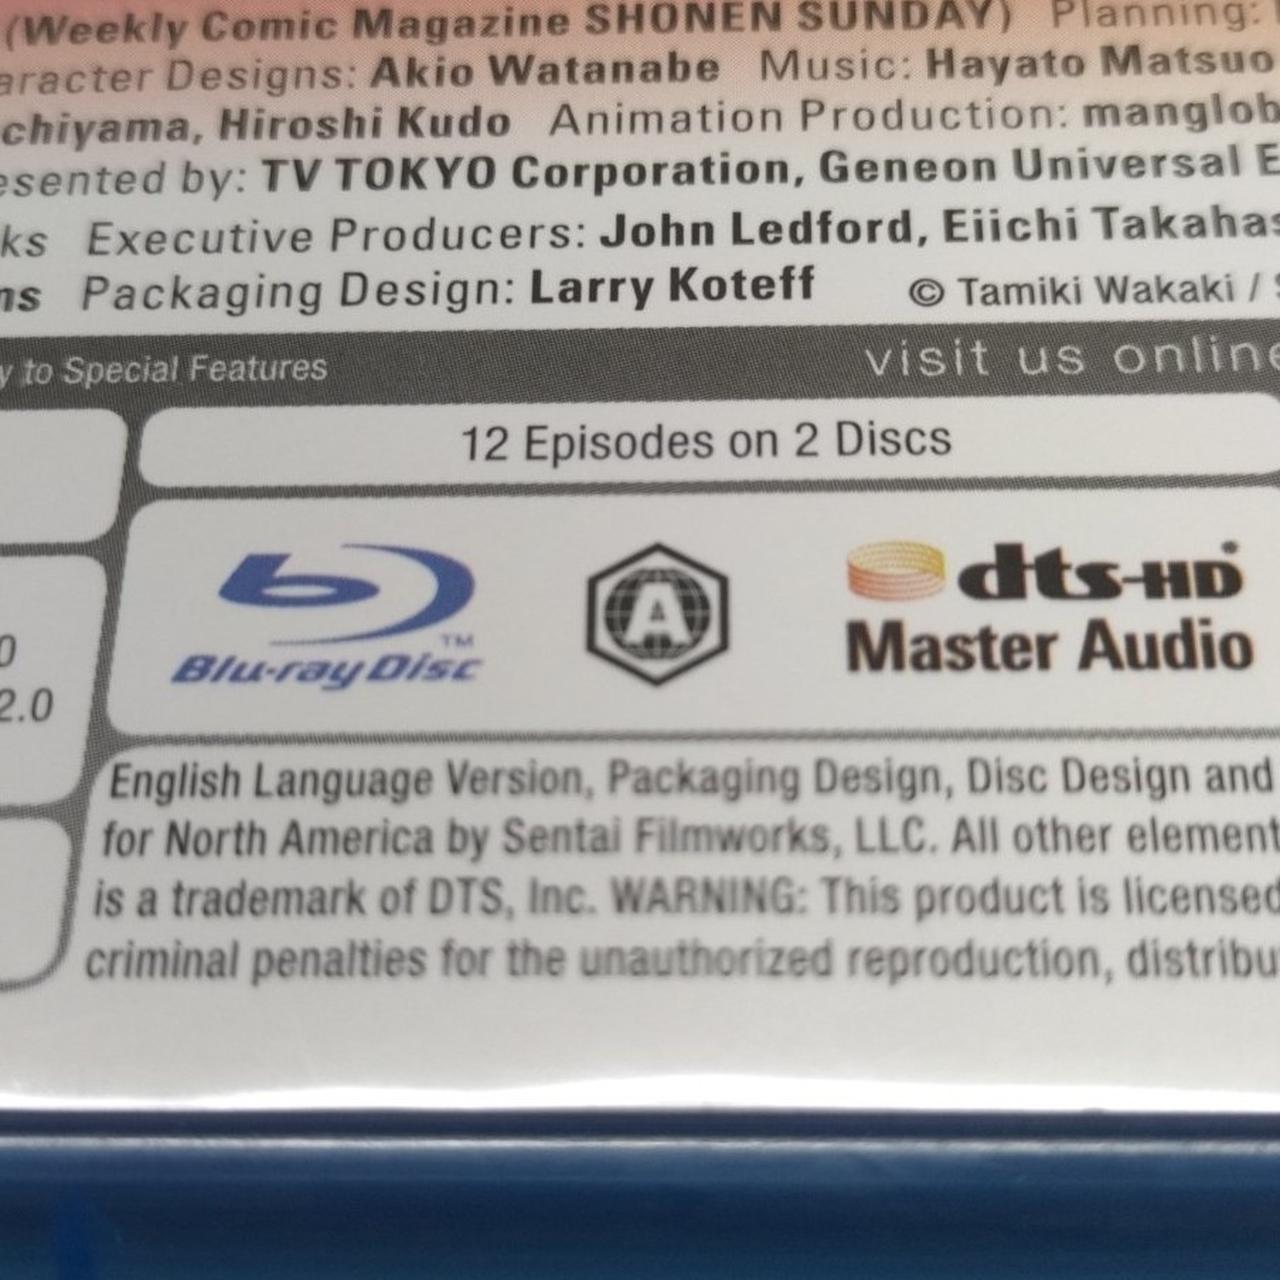 (Weekly Comic Magazine SHONEN SUNDAY) Planning:
aracter Designs: Akio Watanabe Music: Hayato Matsuo
chiyama, Hiroshi Kudo Animation Production: manglob
esented by: TV TOKYO Corporation, Geneon Universal E
ks Executive Producers: John Ledford, Eiichi Takahas
ns Packaging Design: Larry Koteff © Tamiki Wakaki / S
y to Special Features visit us online
12 Episodes on 2 Discs
Blu-ray Disc TM
A
dts-HD
Master Audio
0
2.0
English Language Version, Packaging Design, Disc Design and
for North America by Sentai Filmworks, LLC. All other element
is a trademark of DTS, Inc. WARNING: This product is licensed
criminal penalties for the unauthorized reproduction, distribu